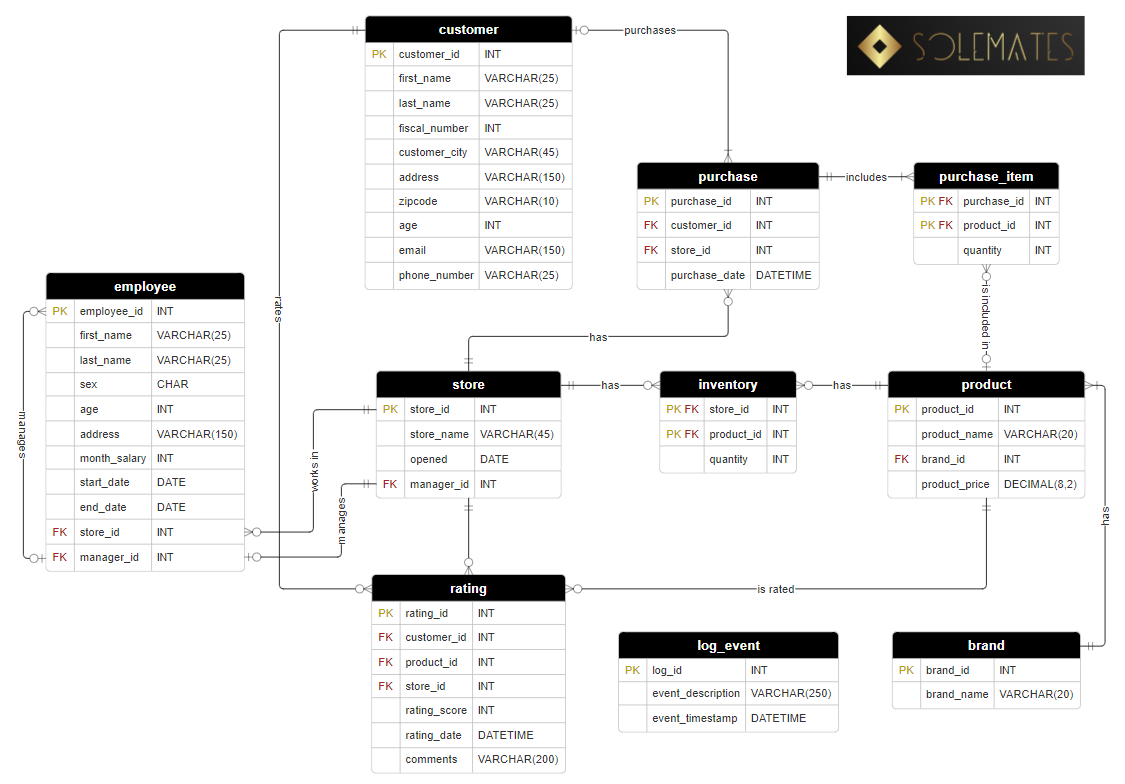 SOLEMATES
customer
PK customer_id INT
first_name VARCHAR(25)
last_name VARCHAR(25)
fiscal_number INT
customer_city VARCHAR(45)
address VARCHAR(150)
zipcode VARCHAR(10)
age INT
email VARCHAR(150)
phone_number VARCHAR(25)
purchases
purchase
PK purchase_id INT
FK customer_id INT
FK store_id INT
purchase_date DATETIME
includes
purchase_item
PK FK purchase_id INT
PK FK product_id INT
quantity INT
is included in
rates
employee
PK employee_id INT
first_name VARCHAR(25)
last_name VARCHAR(25)
sex CHAR
age INT
address VARCHAR(150)
month_salary INT
start_date DATE
end_date DATE
FK store_id INT
FK manager_id INT
manages
works in
manages
has
store
PK store_id INT
store_name VARCHAR(45)
opened DATE
FK manager_id INT
has
inventory
PK FK store_id INT
PK FK product_id INT
quantity INT
has
product
PK product_id INT
product_name VARCHAR(20)
FK brand_id INT
product_price DECIMAL(8,2)
has
rating
PK rating_id INT
FK customer_id INT
FK product_id INT
FK store_id INT
rating_score INT
rating_date DATETIME
comments VARCHAR(200)
is rated
log_event
PK log_id INT
event_description VARCHAR(250)
event_timestamp DATETIME
brand
PK brand_id INT
brand_name VARCHAR(20)